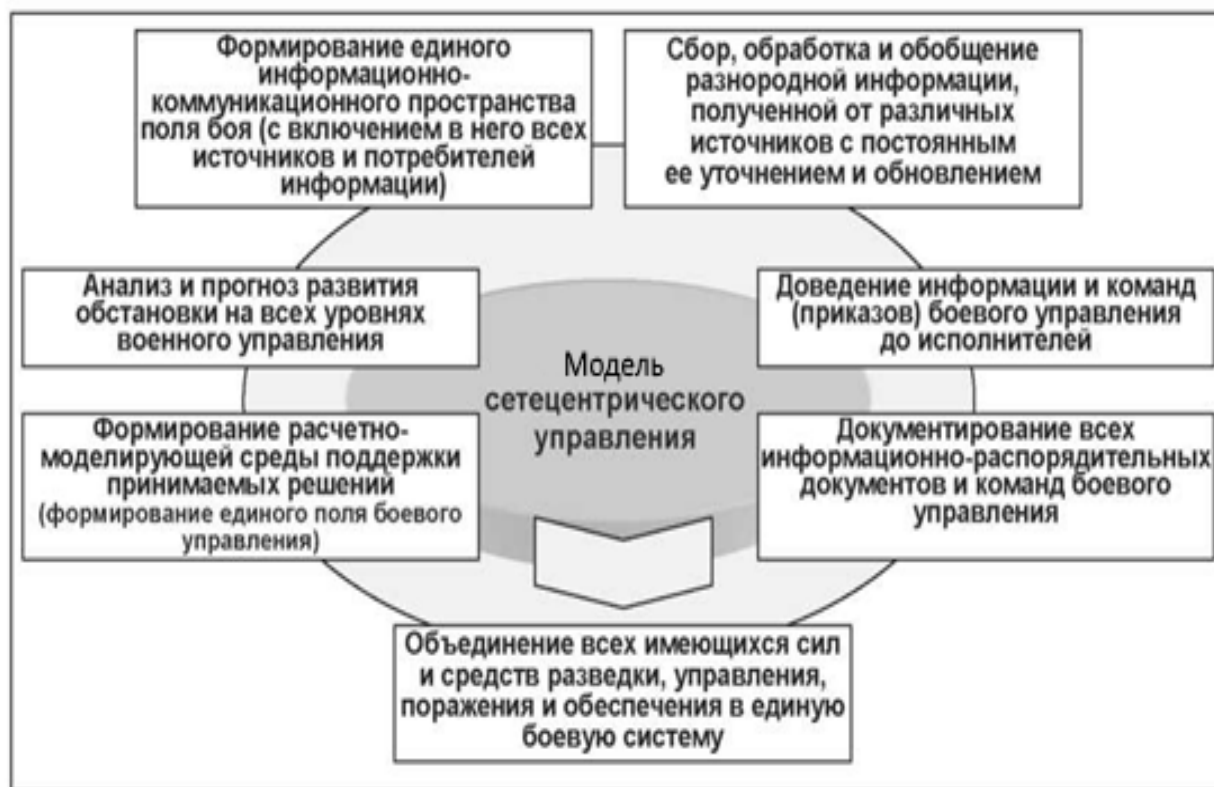 Формирование единого
информационно-
коммуникационного пространства
поля боя (с включением в него всех
источников и потребителей
информации)
Сбор, обработка и обобщение
разнородной информации,
полученной от различных
источников с постоянным
ее уточнением и обновлением
Анализ и прогноз развития
обстановки на всех уровнях
военного управления
Доведение информации и команд
(приказов) боевого управления
до исполнителей
Модель
сетецентрического
управления
Формирование расчетно-
моделирующей среды поддержки
принимаемых решений
(формирование единого поля боевого
управления)
Документирование всех
информационно-распорядительных
документов и команд боевого
управления
Объединение всех имеющихся сил
и средств разведки, управления,
поражения и обеспечения в единую
боевую систему